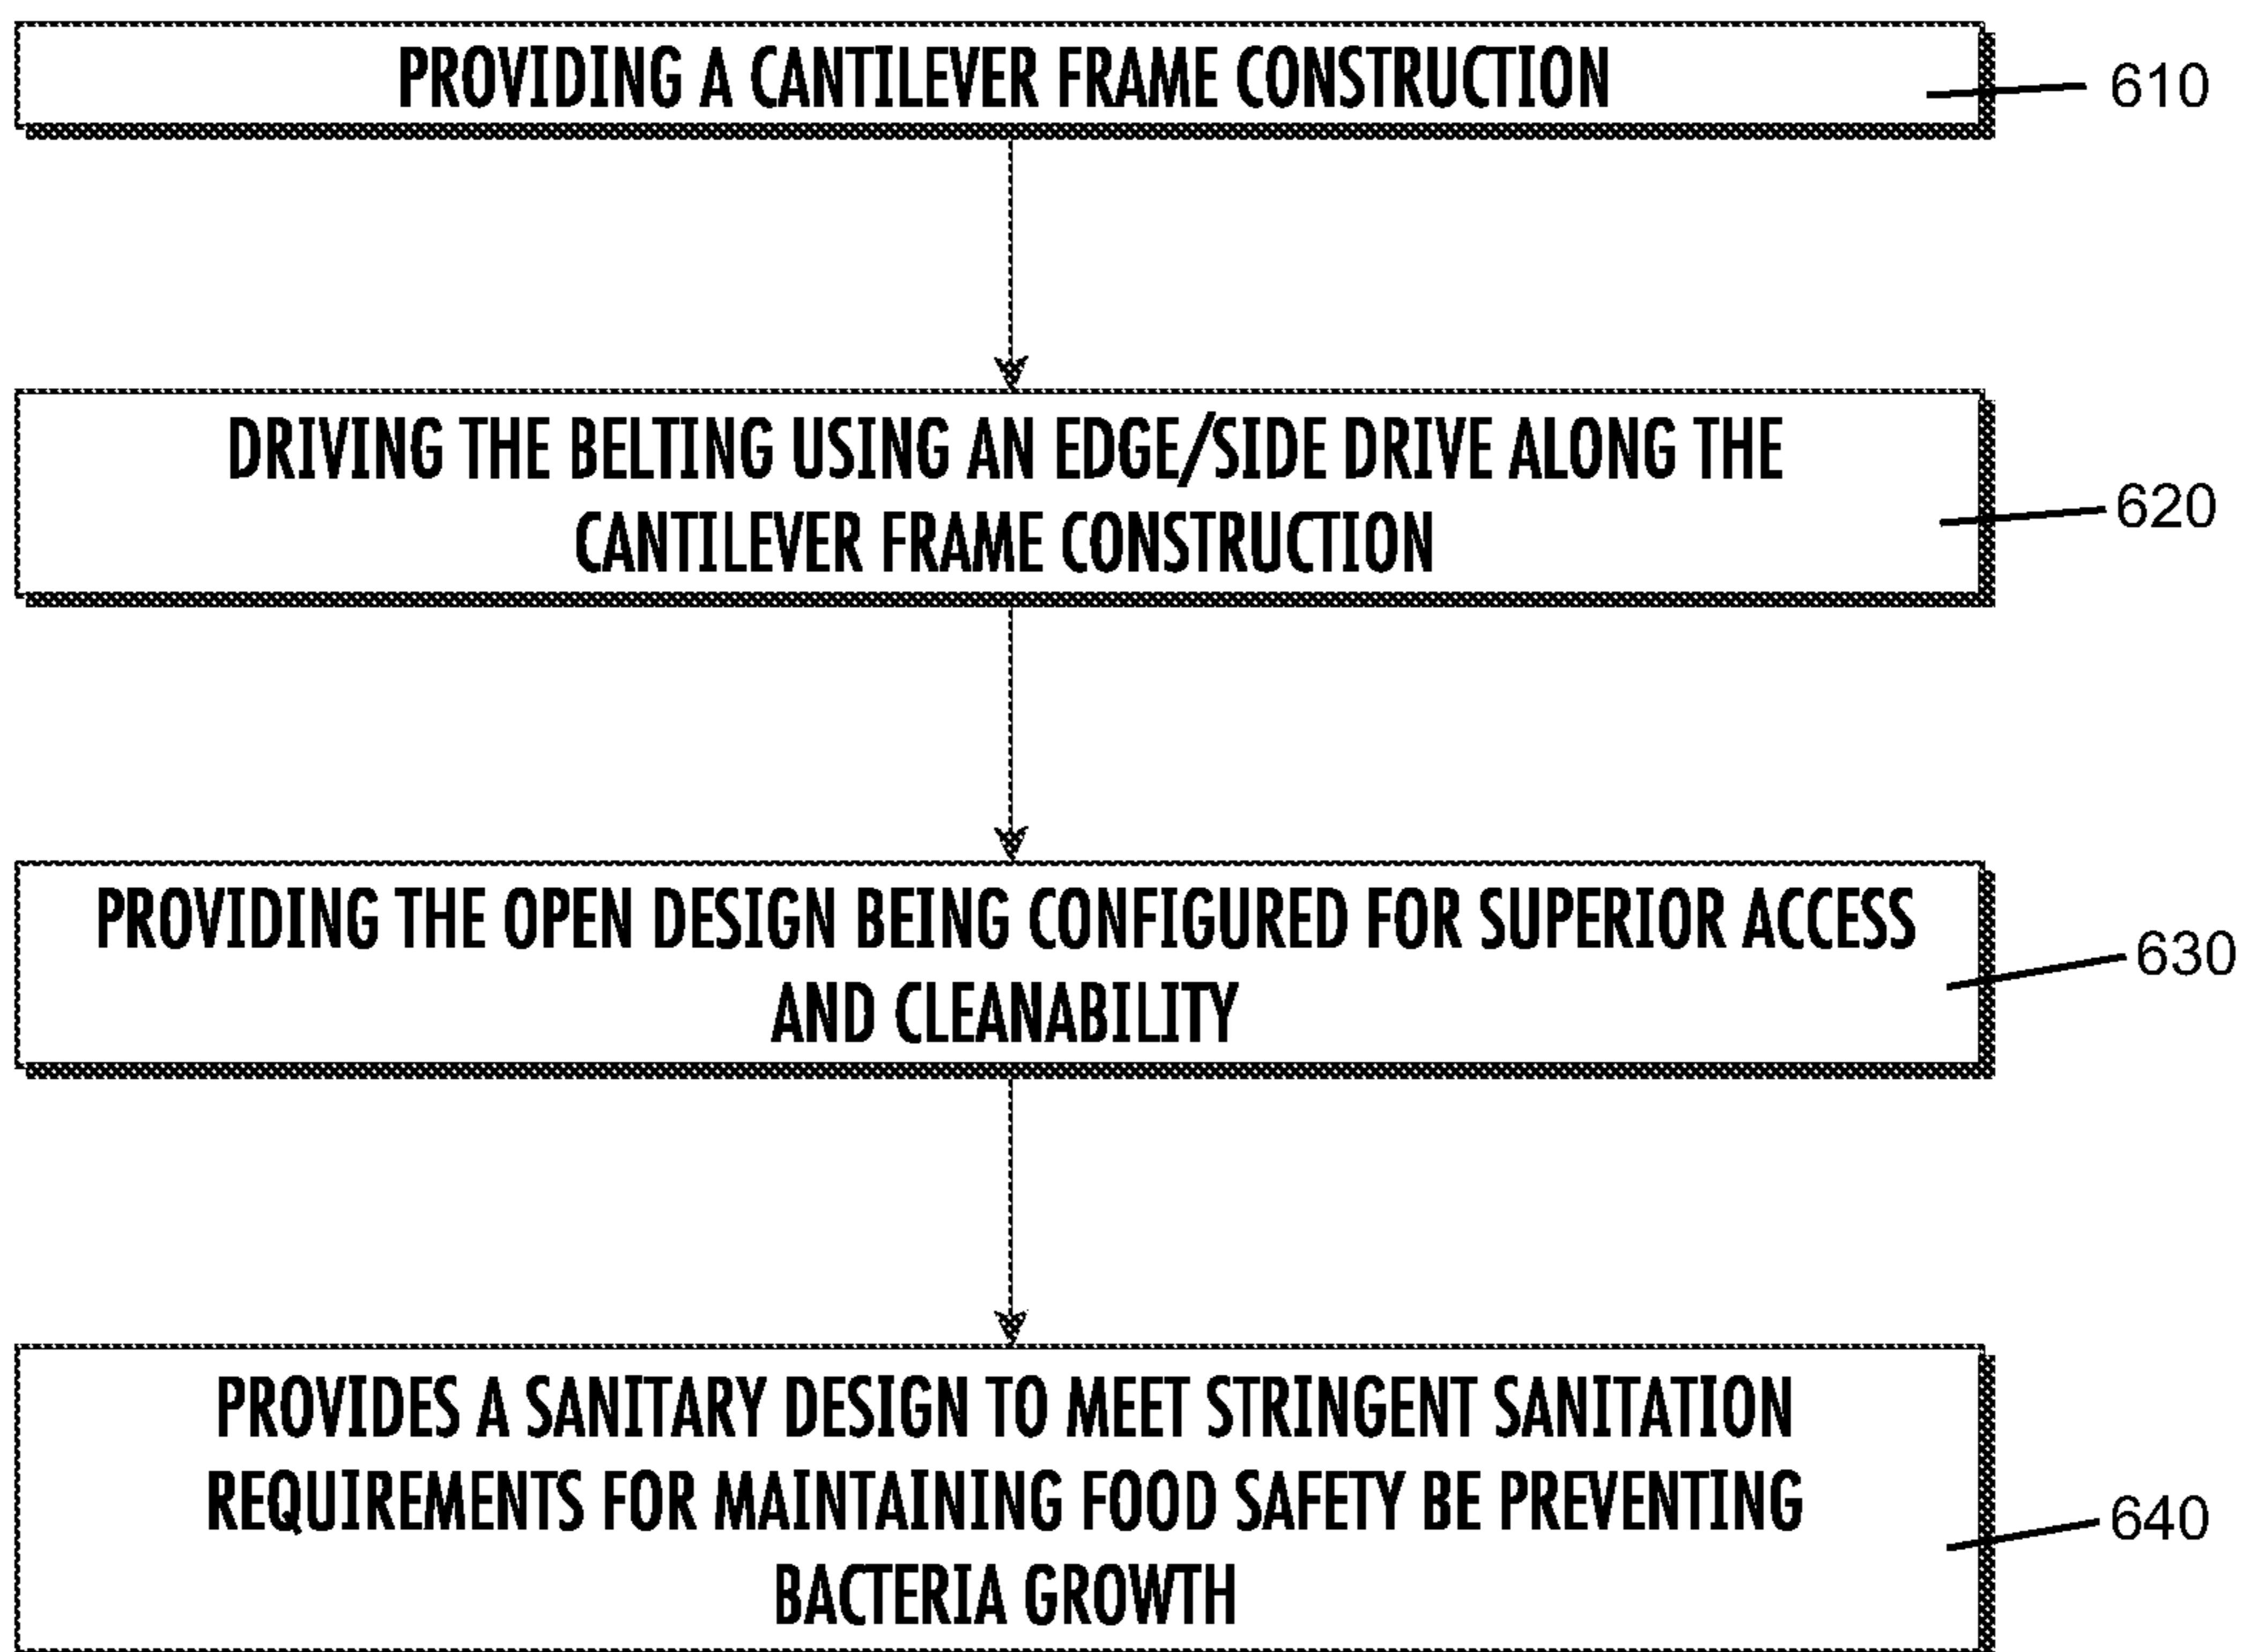 PROVIDING A CANTILEVER FRAME CONSTRUCTION
610
DRIVING THE BELTING USING AN EDGE/SIDE DRIVE ALONG THE
CANTILEVER FRAME CONSTRUCTION
620
PROVIDING THE OPEN DESIGN BEING CONFIGURED FOR SUPERIOR ACCESS
AND CLEANABILITY
630
PROVIDES A SANITARY DESIGN TO MEET STRINGENT SANITATION
REQUIREMENTS FOR MAINTAINING FOOD SAFETY BE PREVENTING
BACTERIA GROWTH
640